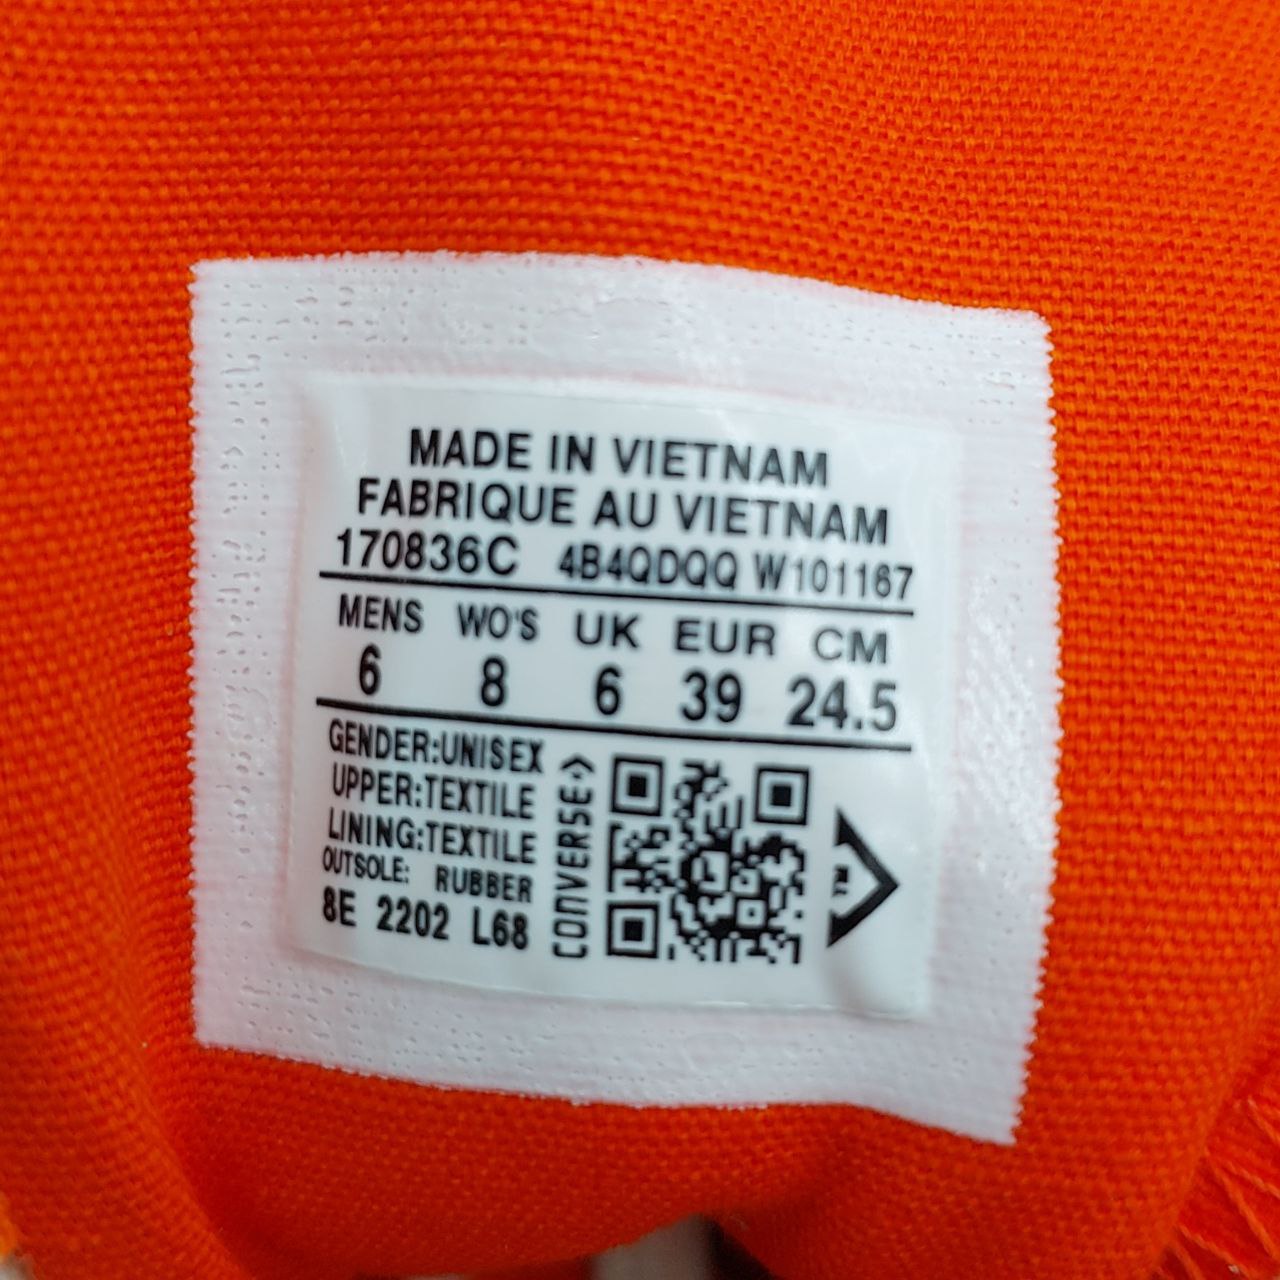 MADE IN VIETNAM
FABRIQUE AU VIETNAM
170836C 4B4QDQQ W101167
MENS WO'S UK EUR CM
6 8 6 39 24.5
GENDER:UNISEX
UPPER:TEXTILE
LINING:TEXTILE
OUTSOLE: RUBBER
8E 2202 L68
CONVERSE
TM